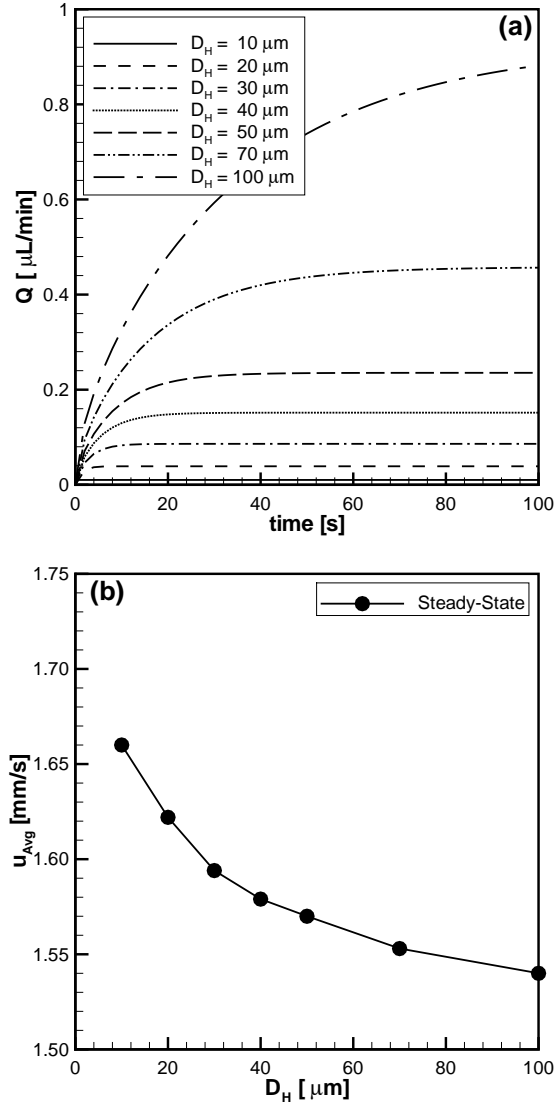 (a)
D_H = 10 μm
D_H = 20 μm
D_H = 30 μm
D_H = 40 μm
D_H = 50 μm
D_H = 70 μm
D_H = 100 μm
1
0.8
0.6
0.4
0.2
0
Q [ μL/min]
0 20 40 60 80 100
time [s]
(b)
Steady-State
1.75
1.70
1.65
1.60
1.55
1.50
u_Avg [mm/s]
0 20 40 60 80 100
D_H [ μm]